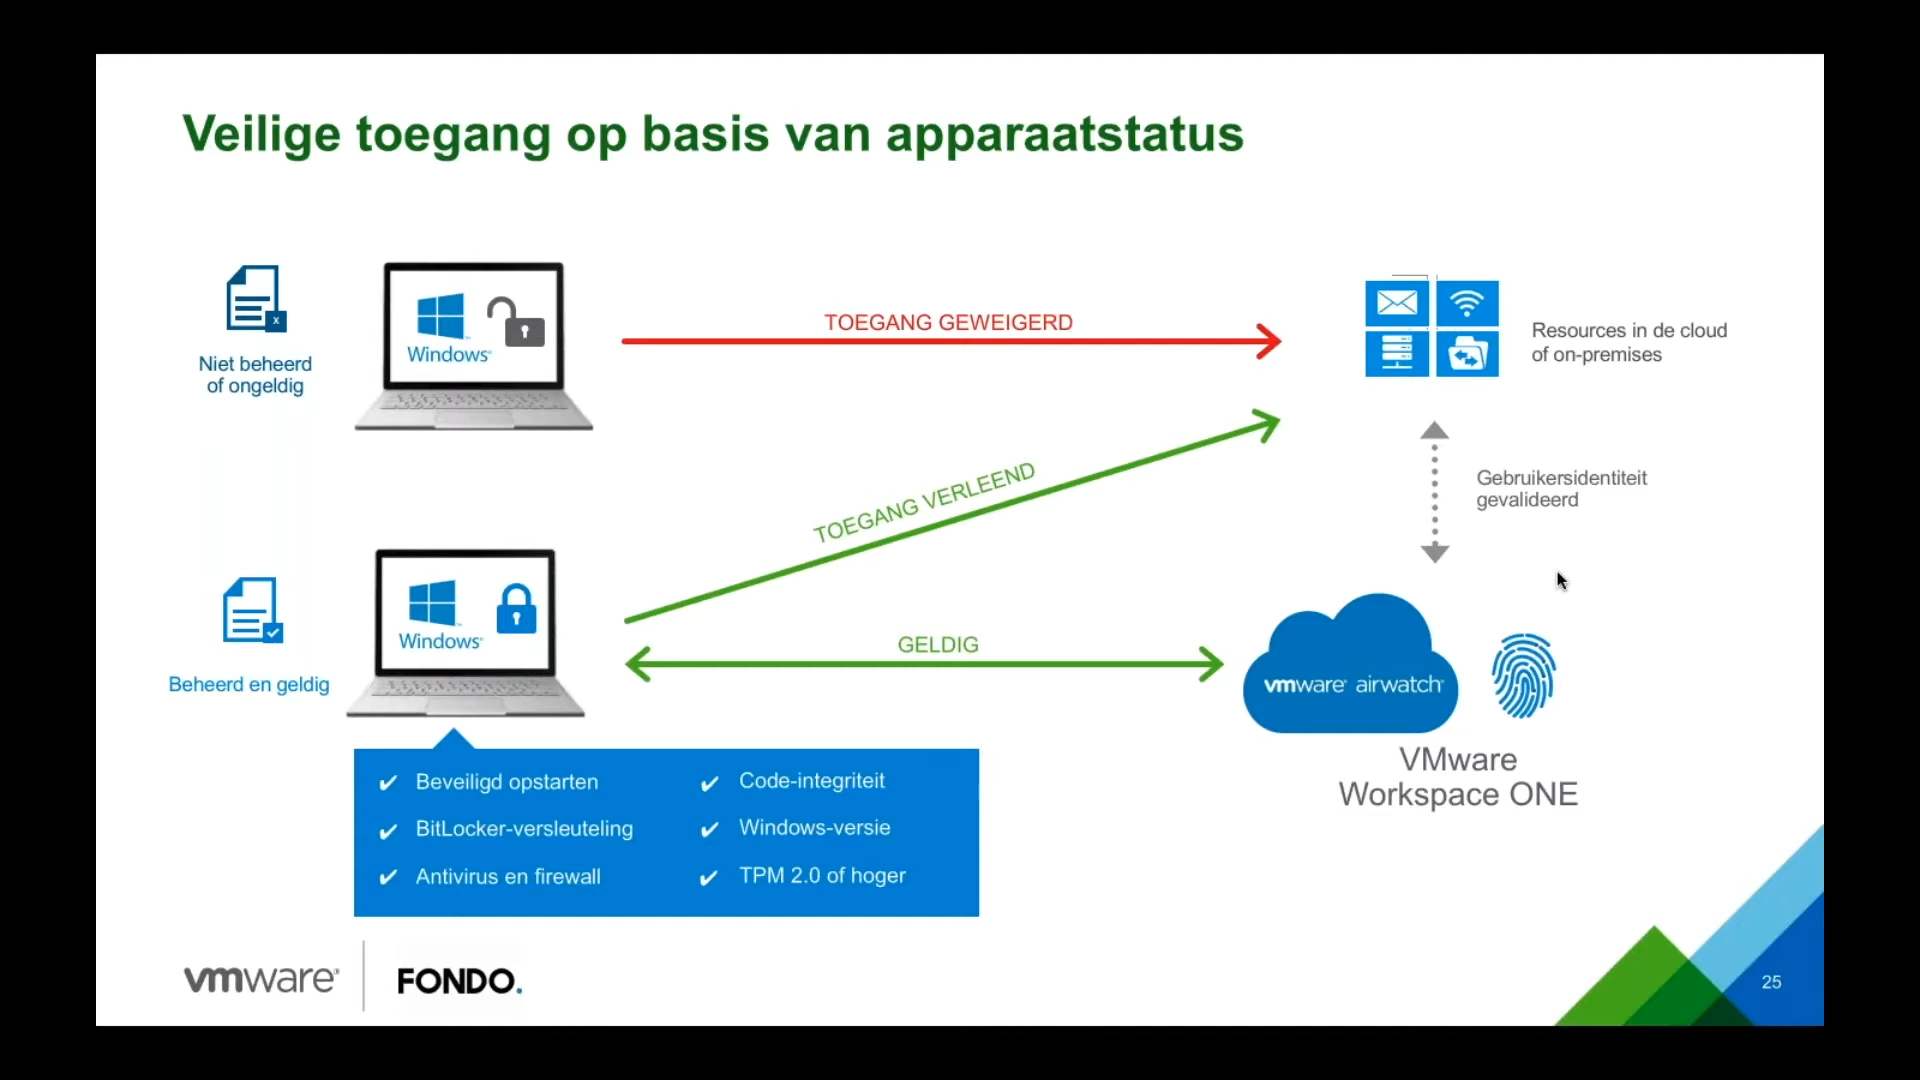 Veilige toegang op basis van apparaatstatus
x
Niet beheerd
of ongeldig
Windows
TOEGANG GEWEIGERD
Resources in de cloud
of on-premises
TOEGANG VERLEEND
Gebruikersidentiteit
gevalideerd
Beheerd en geldig
Windows
GELDIG
vmware airwatch
VMware
Workspace ONE
✔ Beveiligd opstarten
✔ Code-integriteit
✔ BitLocker-versleuteling
✔ Windows-versie
✔ Antivirus en firewall
✔ TPM 2.0 of hoger
vmware
FONDO.
25